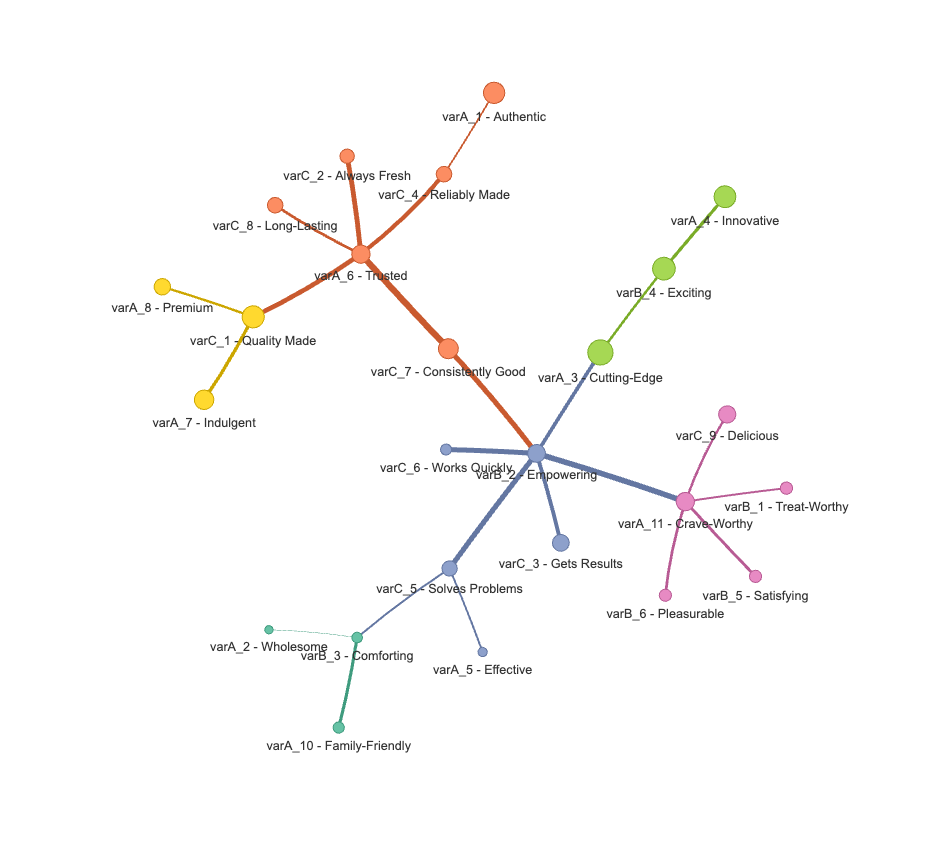 varA_1 - Authentic
varC_2 - Always Fresh
varC_4 - Reliably Made
varA_4 - Innovative
varC_8 - Long-Lasting
varA_6 - Trusted
varB_4 - Exciting
varA_8 - Premium
varC_1 - Quality Made
varC_7 - Consistently Good
varA_3 - Cutting-Edge
varA_7 - Indulgent
varC_9 - Delicious
varC_6 - Works Quickly
varB_2 - Empowering
varB_1 - Treat-Worthy
varA_11 - Crave-Worthy
varC_3 - Gets Results
varC_5 - Solves Problems
varB_5 - Satisfying
varB_6 - Pleasurable
varA_2 - Wholesome
varB_3 - Comforting
varA_5 - Effective
varA_10 - Family-Friendly